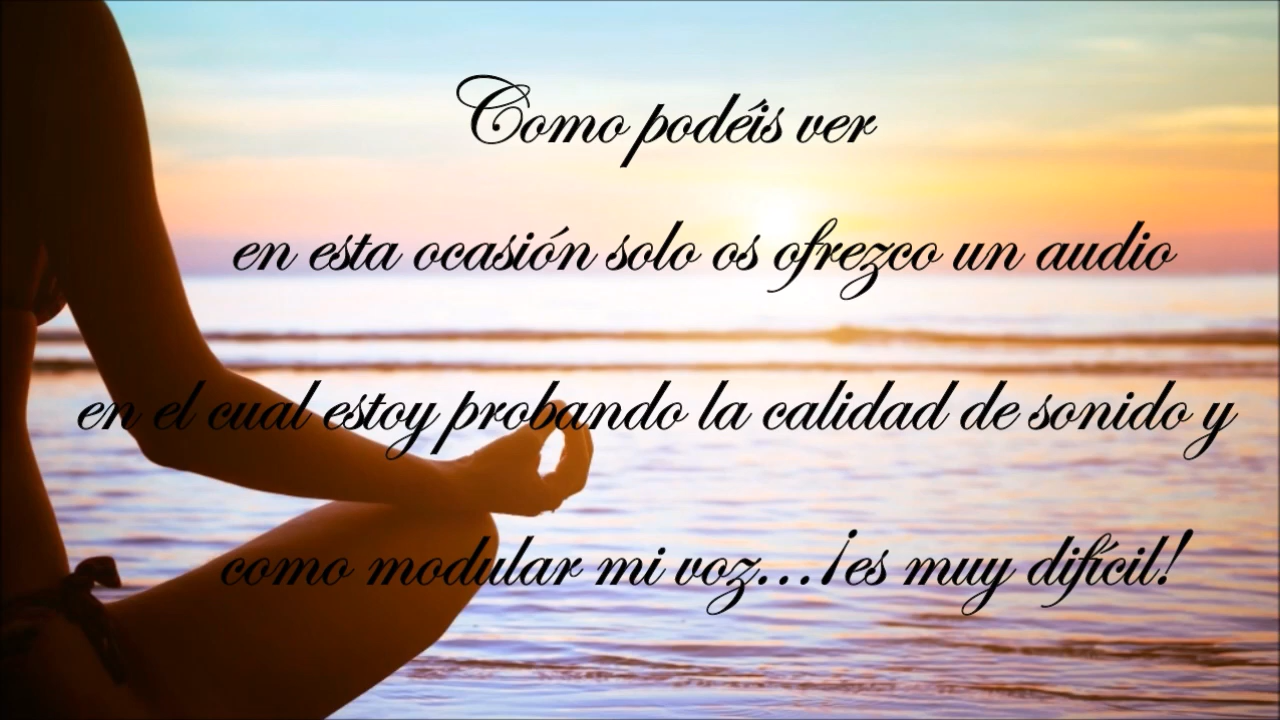 Como podéis ver
en esta ocasión solo os ofrezco un audio
en el cual estoy probando la calidad de sonido y
como modular mi voz...¡es muy difícil!